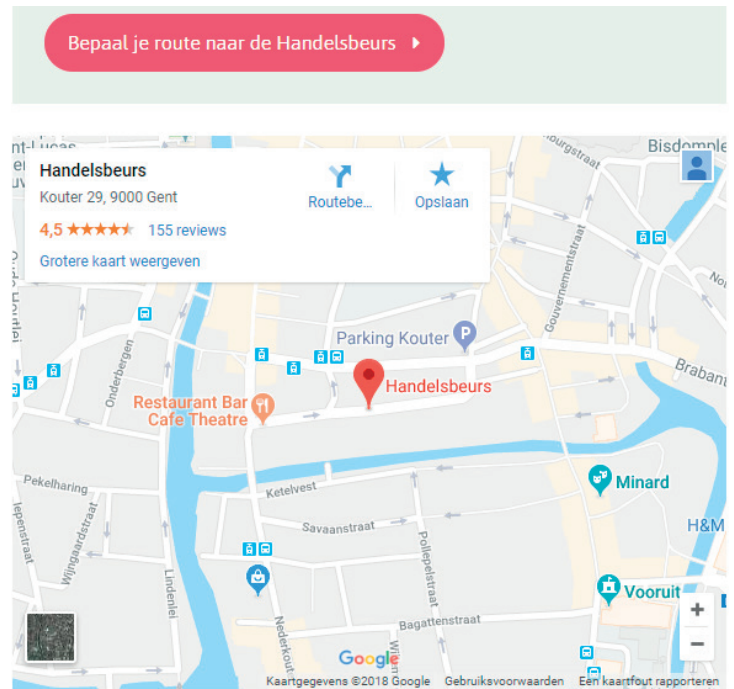 Bepaal je route naar de Handelsbeurs
Bisdomple
Handelsbeurs
Kouter 29, 9000 Gent
4,5
155 reviews
Grotere kaart weergeven
Routebe...
Opslaan
Gouvernementstraat
Parking Kouter
P
Onderbergen
Handelsbeurs
Restaurant Bar
Cafe Theatre
Brabant
Pekelharing
Ketelvest
Minard
Savaanstraat
H&M
Wijngaardstraat
Lindenlei
Pollepelstraat
Vooruit
+
Bagattenstraat
Nederkout
−
Google
Kaartgegevens ©2018 Google
Gebruiksvoorwaarden
Een kaartfout rapporteren